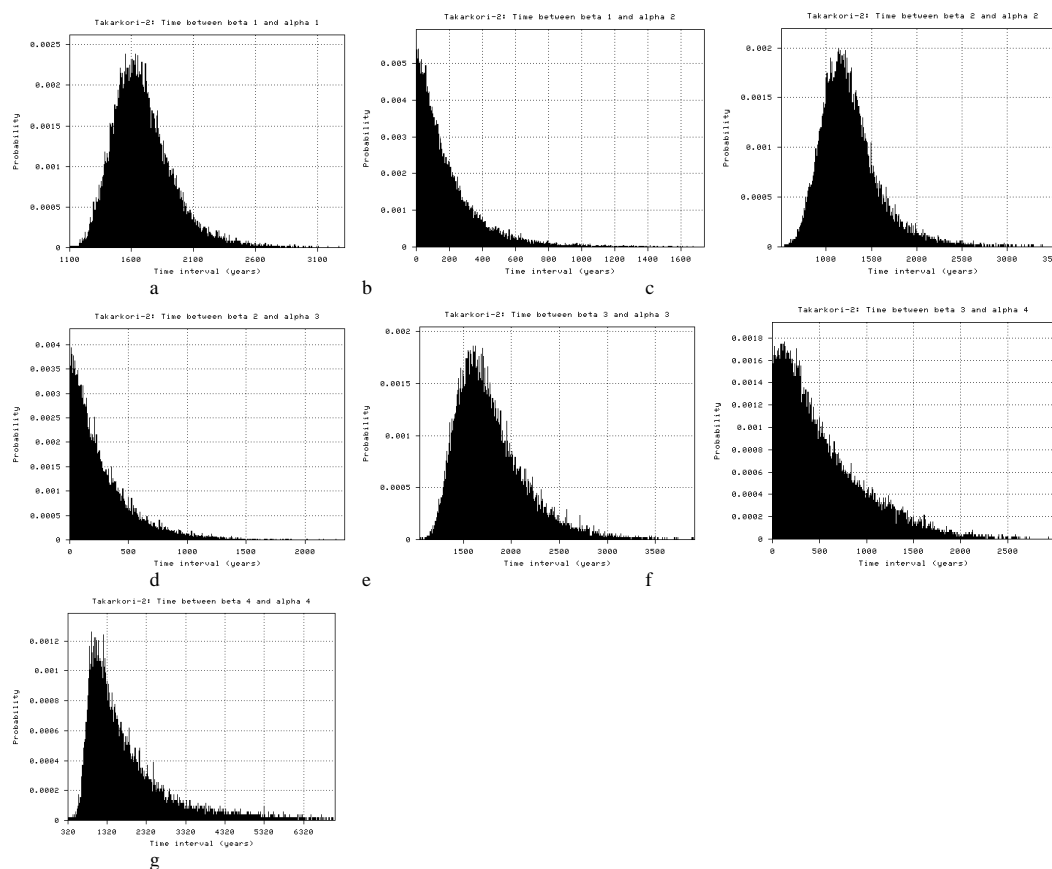 Takarkori-2: Time between beta 1 and alpha 1
0.0025
0.002
0.0015
0.001
0.0005
0
Probability
1100 1600 2100 2600 3100
Time interval (years)
a
Takarkori-2: Time between beta 1 and alpha 2
0.005
0.004
0.003
0.002
0.001
0
Probability
0 200 400 600 800 1000 1200 1400 1600
Time interval (years)
b
Takarkori-2: Time between beta 2 and alpha 2
0.002
0.0015
0.001
0.0005
0
Probability
1000 1500 2000 2500 3000
Time interval (years)
c
Takarkori-2: Time between beta 2 and alpha 3
0.004
0.0035
0.003
0.0025
0.002
0.0015
0.001
0.0005
0
Probability
0 500 1000 1500 2000
Time interval (years)
d
Takarkori-2: Time between beta 3 and alpha 3
0.002
0.0015
0.001
0.0005
0
Probability
1500 2000 2500 3000 3500
Time interval (years)
e
Takarkori-2: Time between beta 3 and alpha 4
0.0018
0.0016
0.0014
0.0012
0.001
0.0008
0.0006
0.0004
0.0002
0
Probability
0 500 1000 1500 2000 2500
Time interval (years)
f
Takarkori-2: Time between beta 4 and alpha 4
0.0012
0.001
0.0008
0.0006
0.0004
0.0002
0
Probability
320 1320 2320 3320 4320 5320 6320
Time interval (years)
g